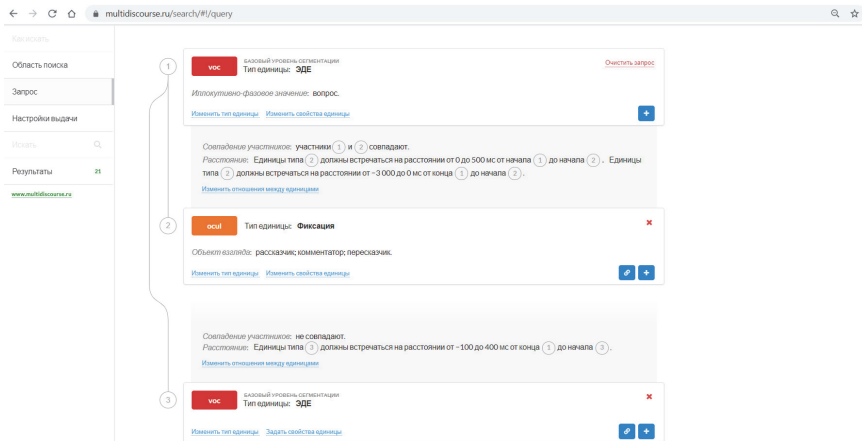 multidiscourse.ru/search/#!/query
Область поиска
Запрос
Настройки выдачи
Искать
Результаты 21
www.multidiscourse.ru
1
voc
БАЗОВЫЙ УРОВЕНЬ СЕГМЕНТАЦИИ
Тип единицы: ЭДЕ
Очистить запрос
Иллокутивно-фазовое значение: вопрос.
Изменить тип единицы Изменить свойства единицы
Совпадение участников: участники 1 и 2 совпадают.
Расстояние: Единицы типа 2 должны встречаться на расстоянии от 0 до 500 мс от начала 1 до начала 2. Единицы
типа 2 должны встречаться на расстоянии от −3 000 до 0 мс от конца 1 до начала 2.
Изменить отношения между единицами
2
ocul
Тип единицы: Фиксация
Объект взгляда: рассказчик; комментатор; пересказчик.
Изменить тип единицы Изменить свойства единицы
Совпадение участников: не совпадают.
Расстояние: Единицы типа 3 должны встречаться на расстоянии от −100 до 400 мс от конца 1 до начала 3.
Изменить отношения между единицами
3
voc
БАЗОВЫЙ УРОВЕНЬ СЕГМЕНТАЦИИ
Тип единицы: ЭДЕ
Изменить тип единицы Задать свойства единицы